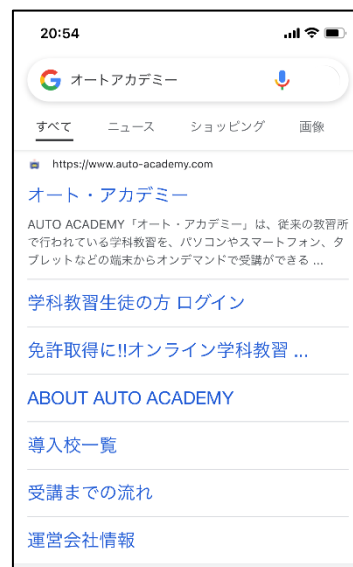 20:54
オートアカデミー
すべて ニュース ショッピング 画像
https://www.auto-academy.com
オート・アカデミー
AUTO ACADEMY「オート・アカデミー」は、従来の教習所
で行われている学科教習を、パソコンやスマートフォン、タ
ブレットなどの端末からオンデマンドで受講ができる ...
学科教習生徒の方 ログイン
免許取得に!!オンライン学科教習 ...
ABOUT AUTO ACADEMY
導入校一覧
受講までの流れ
運営会社情報